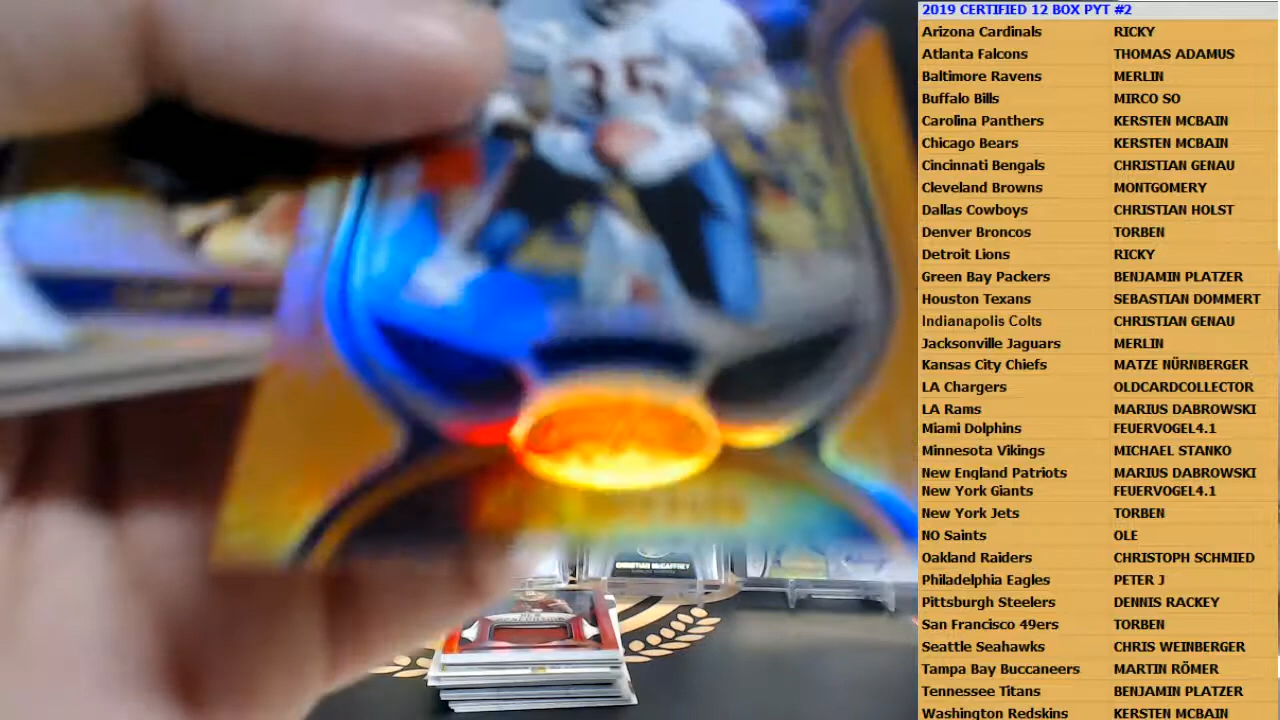 2019 CERTIFIED 12 BOX PYT #2
Arizona Cardinals RICKY
Atlanta Falcons THOMAS ADAMUS
Baltimore Ravens MERLIN
Buffalo Bills MIRCO SO
Carolina Panthers KERSTEN MCBAIN
Chicago Bears KERSTEN MCBAIN
Cincinnati Bengals CHRISTIAN GENAU
Cleveland Browns MONTGOMERY
Dallas Cowboys CHRISTIAN HOLST
Denver Broncos TORBEN
Detroit Lions RICKY
Green Bay Packers BENJAMIN PLATZER
Houston Texans SEBASTIAN DOMMERT
Indianapolis Colts CHRISTIAN GENAU
Jacksonville Jaguars MERLIN
Kansas City Chiefs MATZE NÜRNBERGER
LA Chargers OLDCARDCOLLECTOR
LA Rams MARIUS DABROWSKI
Miami Dolphins FEUERVOGEL4.1
Minnesota Vikings MICHAEL STANKO
New England Patriots MARIUS DABROWSKI
New York Giants FEUERVOGEL4.1
New York Jets TORBEN
NO Saints OLE
Oakland Raiders CHRISTOPH SCHMIED
Philadelphia Eagles PETER J
Pittsburgh Steelers DENNIS RACKEY
San Francisco 49ers TORBEN
Seattle Seahawks CHRIS WEINBERGER
Tampa Bay Buccaneers MARTIN RÖMER
Tennessee Titans BENJAMIN PLATZER
Washington Redskins KERSTEN MCBAIN
35
CHRISTIAN McCAFFREY